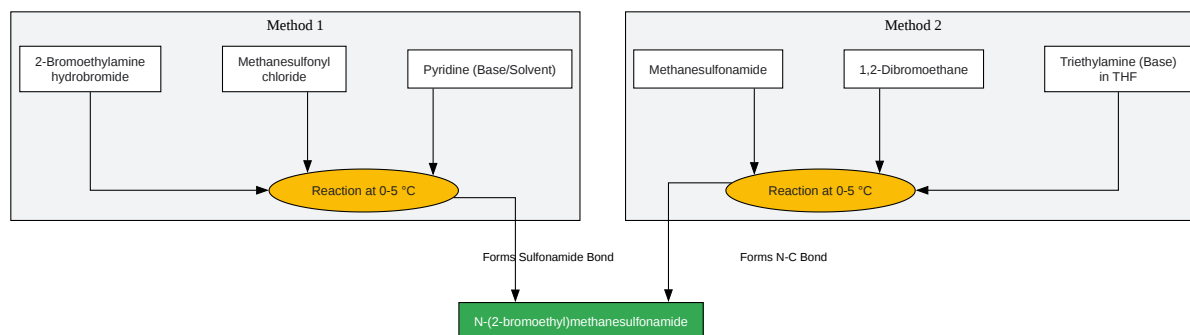 Method 1
2-Bromoethylamine
hydrobromide
Methanesulfonyl
chloride
Pyridine (Base/Solvent)
Reaction at 0-5 °C
Method 2
Methanesulfonamide
1,2-Dibromoethane
Triethylamine (Base)
in THF
Reaction at 0-5 °C
Forms Sulfonamide Bond
Forms N-C Bond
N-(2-bromoethyl)methanesulfonamide